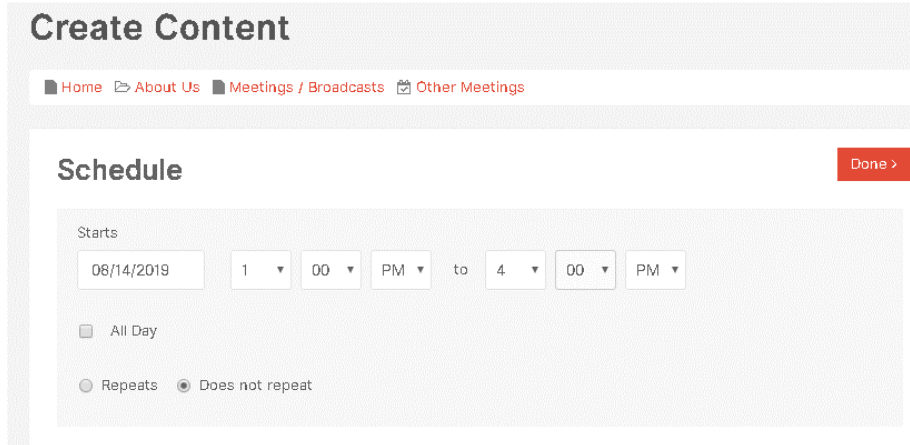 Create Content
Home About Us Meetings / Broadcasts Other Meetings
Schedule
Done >
Starts
08/14/2019 1 00 PM to 4 00 PM
All Day
Repeats Does not repeat